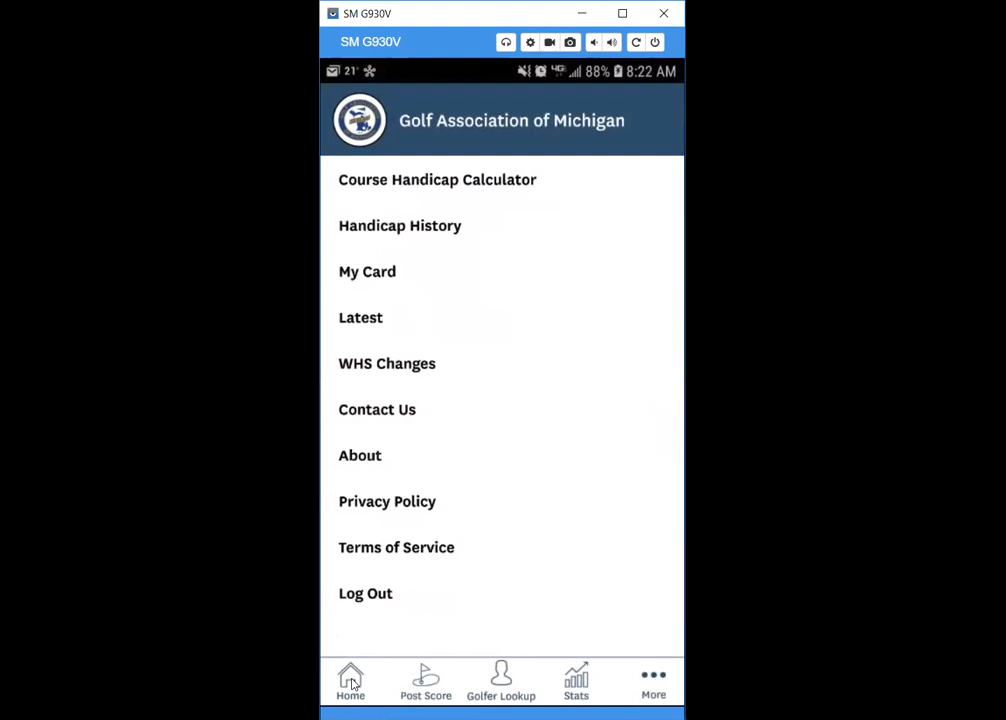 SM G930V
SM G930V
21° 4G 88% 8:22 AM
Golf Association of Michigan
Course Handicap Calculator
Handicap History
My Card
Latest
WHS Changes
Contact Us
About
Privacy Policy
Terms of Service
Log Out
Home Post Score Golfer Lookup Stats More